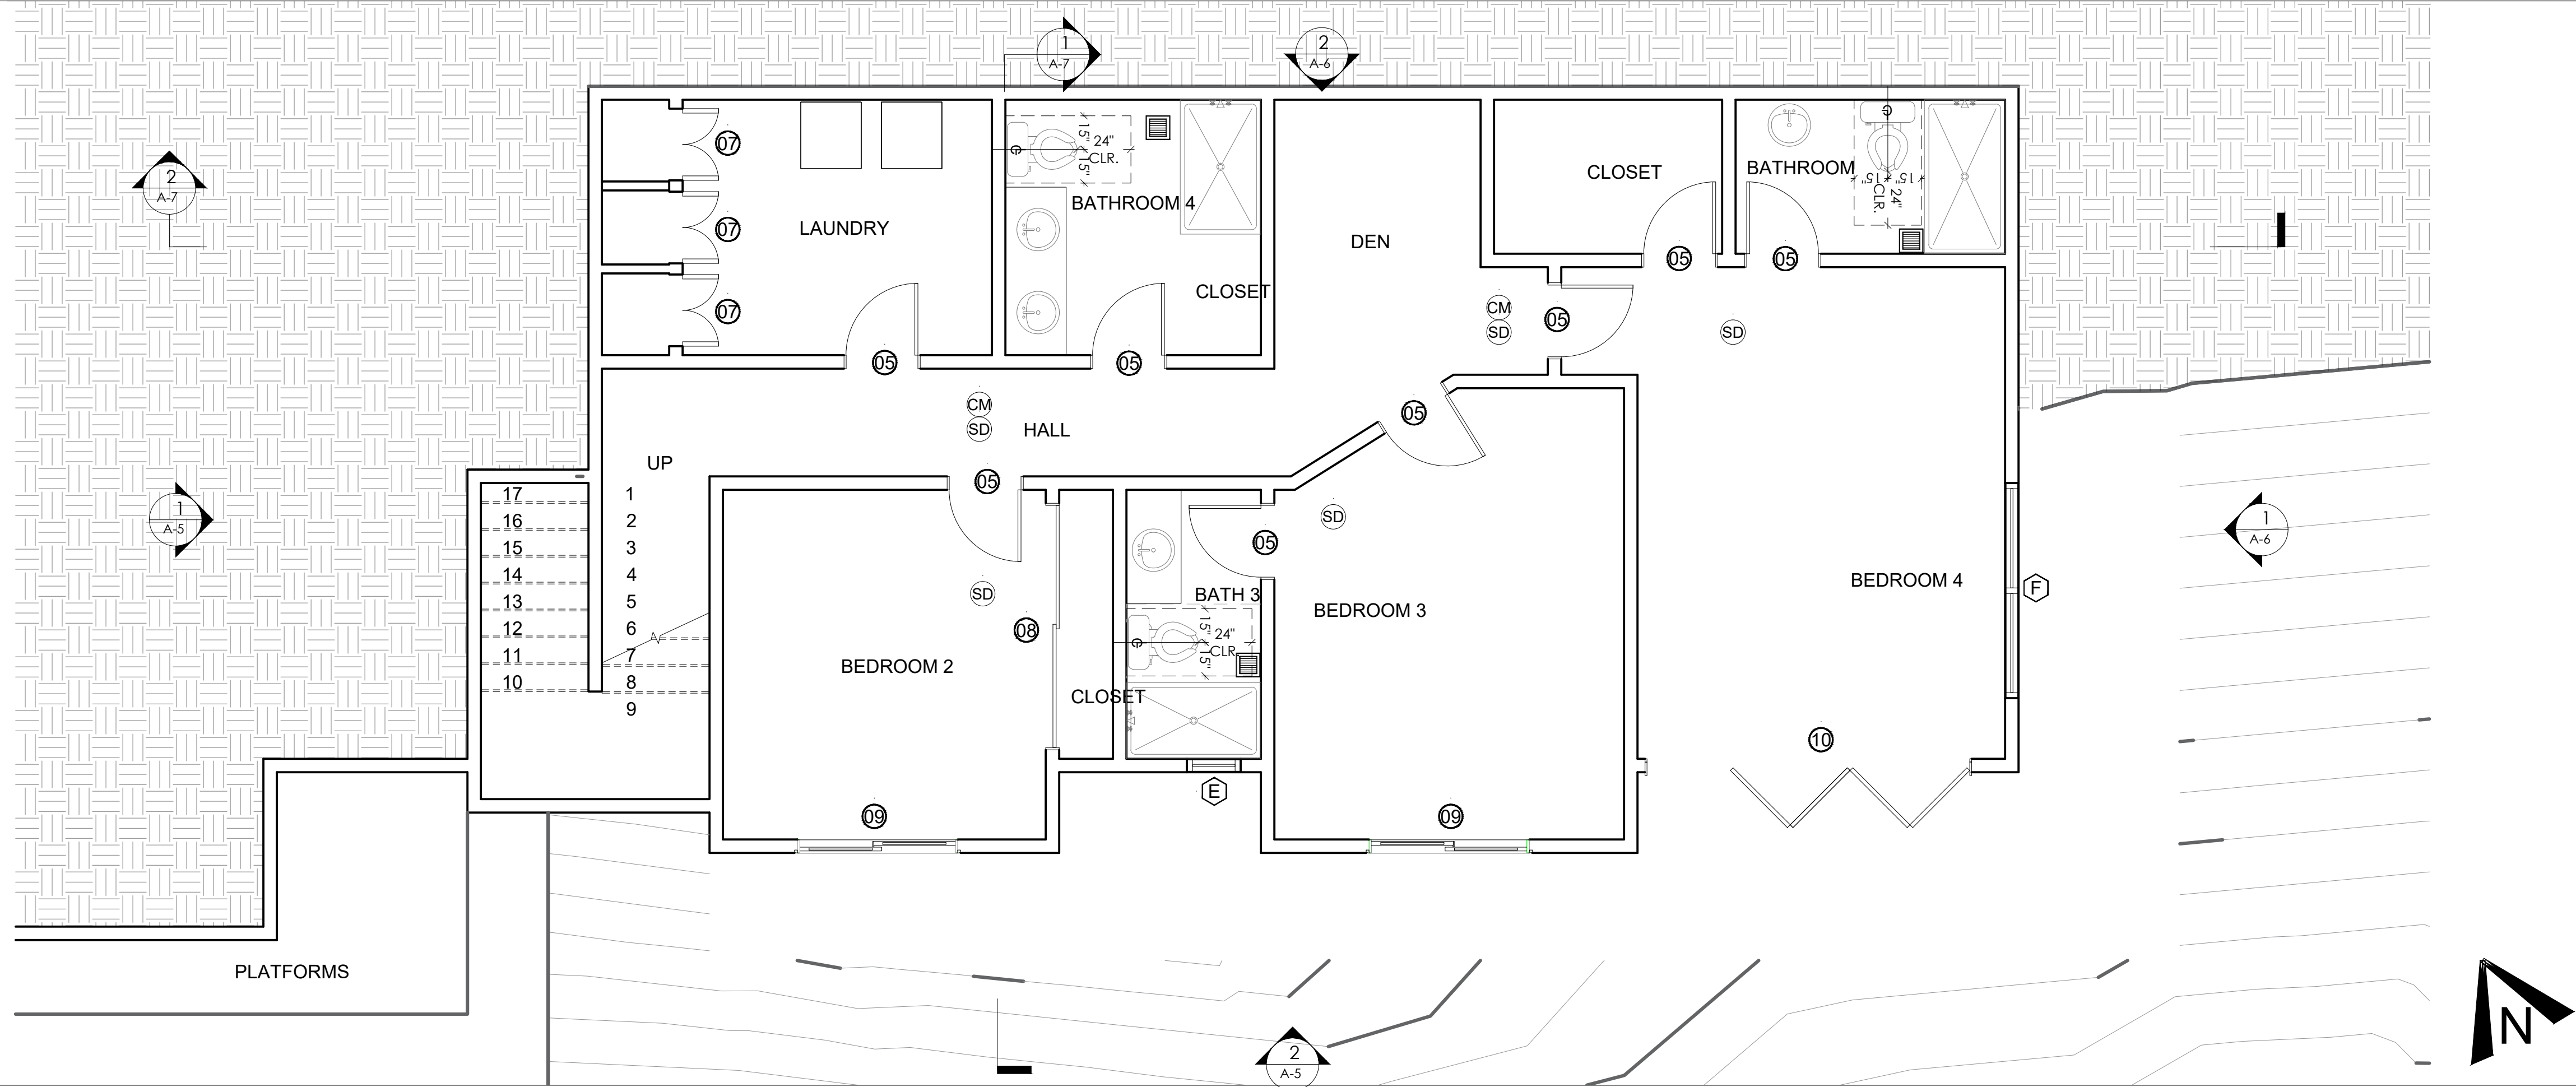 1
A-7
2
A-6
07
15"
15"
24"
CLR.
℄
2
A-7
BATHROOM 4
LAUNDRY
07
DEN
CLOSET
BATHROOM
℄
15"
15"
24"
CLR.
05
05
CLOSET
07
CM
SD
05
SD
05
05
CM
SD
HALL
05
UP
05
1
A-5
17
16
15
14
13
12
11
10
1
2
3
4
5
6
7
8
9
SD
05
SD
08
BATH 3
BEDROOM 3
BEDROOM 4
F
1
A-6
15"
15"
24"
CLR.
℄
BEDROOM 2
CLOSET
10
E
09
09
PLATFORMS
2
A-5
N